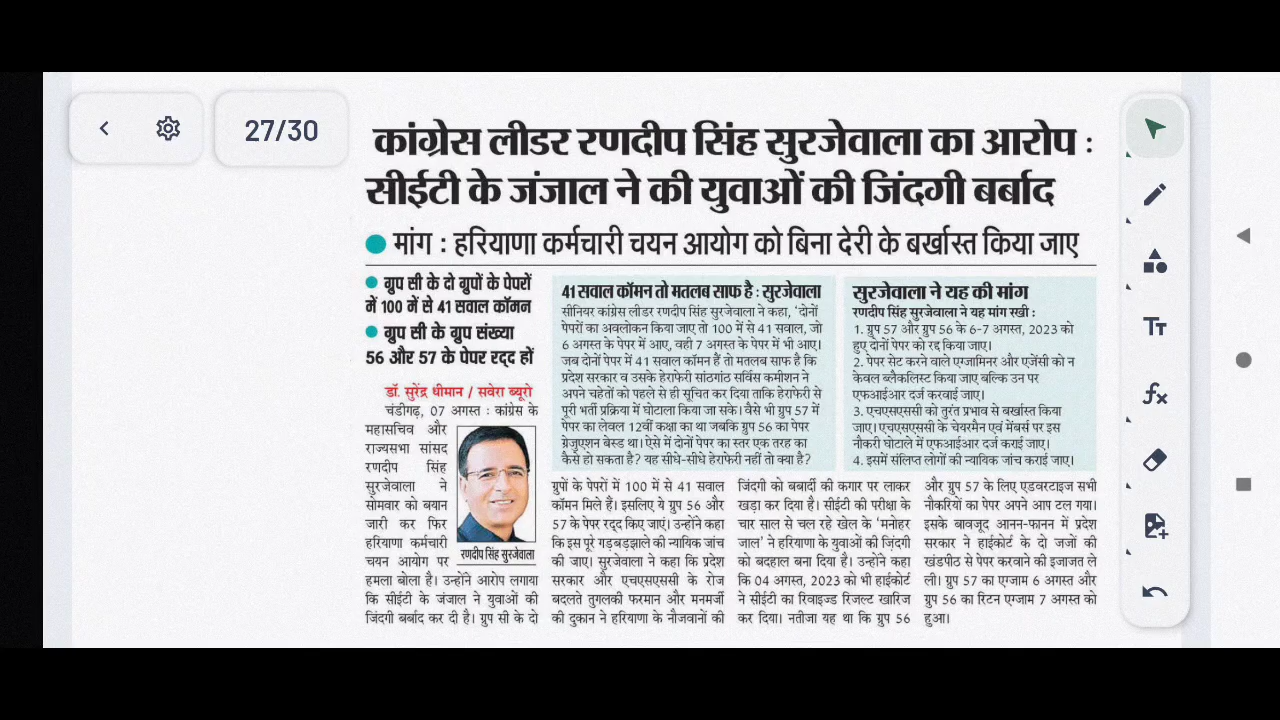 27/30
कांग्रेस लीडर रणदीप सिंह सुरजेवाला का आरोप :
सीईटी के जंजाल ने की युवाओं की जिंदगी बर्बाद
मांग : हरियाणा कर्मचारी चयन आयोग को बिना देरी के बर्खास्त किया जाए
ग्रुप सी के दो ग्रुपों के पेपरों
में 100 में से 41 सवाल कॉमन
ग्रुप सी के ग्रुप संख्या
56 और 57 के पेपर रद्द हों
डॉ. सुरेंद्र धीमान / सवेरा ब्यूरो
चंडीगढ़, 07 अगस्त : कांग्रेस के
महासचिव और
राज्यसभा सांसद
रणदीप सिंह
सुरजेवाला ने
सोमवार को बयान
जारी कर फिर
हरियाणा कर्मचारी
चयन आयोग पर
रणदीप सिंह सुरजेवाला
हमला बोला है। उन्होंने आरोप लगाया
कि सीईटी के जंजाल ने युवाओं की
जिंदगी बर्बाद कर दी है। ग्रुप सी के दो
41 सवाल कॉमन तो मतलब साफ है : सुरजेवाला
सीनियर कांग्रेस लीडर रणदीप सिंह सुरजेवाला ने कहा, 'दोनों
पेपरों का अवलोकन किया जाए तो 100 में से 41 सवाल, जो
6 अगस्त के पेपर में आए, वही 7 अगस्त के पेपर में भी आए।
जब दोनों पेपर में 41 सवाल कॉमन हैं तो मतलब साफ है कि
प्रदेश सरकार व उसके हेराफेरी सांठगांठ सर्विस कमीशन ने
अपने चहेतों को पहले से ही सूचित कर दिया ताकि हेराफेरी से
पूरी भर्ती प्रक्रिया में घोटाला किया जा सके। वैसे भी ग्रुप 57 में
पेपर का लेवल 12वीं कक्षा का था जबकि ग्रुप 56 का पेपर
ग्रेजुएशन बेस्ड था। ऐसे में दोनों पेपर का स्तर एक तरह का
कैसे हो सकता है? यह सीधे-सीधे हेराफेरी नहीं तो क्या है?
सुरजेवाला ने यह की मांग
रणदीप सिंह सुरजेवाला ने यह मांग रखी :
1. ग्रुप 57 और ग्रुप 56 के 6-7 अगस्त, 2023 को
हुए दोनों पेपर को रद्द किया जाए।
2. पेपर सेट करने वाले एग्जामिनर और एजेंसी को न
केवल ब्लैकलिस्ट किया जाए बल्कि उन पर
एफआईआर दर्ज करवाई जाए।
3. एचएसएससी को तुरंत प्रभाव से बर्खास्त किया
जाए। एचएसएससी के चेयरमैन एवं मेंबर्स पर इस
नौकरी घोटाले में एफआईआर दर्ज कराई जाए।
4. इसमें संलिप्त लोगों की न्यायिक जांच कराई जाए।
ग्रुपों के पेपरों में 100 में से 41 सवाल
कॉमन मिले हैं। इसलिए ये ग्रुप 56 और
57 के पेपर रद्द किए जाएं। उन्होंने कहा
कि इस पूरे गड़बड़झाले की न्यायिक जांच
की जाए। सुरजेवाला ने कहा कि प्रदेश
सरकार और एचएसएससी के रोज
बदलते तुगलकी फरमान और मनमर्जी
की दुकान ने हरियाणा के नौजवानों की
जिंदगी को बबार्दी की कगार पर लाकर
खड़ा कर दिया है। सीईटी की परीक्षा के
चार साल से चल रहे खेल के 'मनोहर
जाल' ने हरियाणा के युवाओं की जिंदगी
को बदहाल बना दिया है। उन्होंने कहा
कि 04 अगस्त, 2023 को भी हाईकोर्ट
ने सीईटी का रिवाइज्ड रिजल्ट खारिज
कर दिया। नतीजा यह था कि ग्रुप 56
और ग्रुप 57 के लिए एडवरटाइज सभी
नौकरियों का पेपर अपने आप टल गया।
इसके बावजूद आनन-फानन में प्रदेश
सरकार ने हाईकोर्ट के दो जजों की
खंडपीठ से पेपर करवाने की इजाजत ले
ली। ग्रुप 57 का एग्जाम 6 अगस्त और
ग्रुप 56 का रिटन एग्जाम 7 अगस्त को
हुआ।
Tт
fx